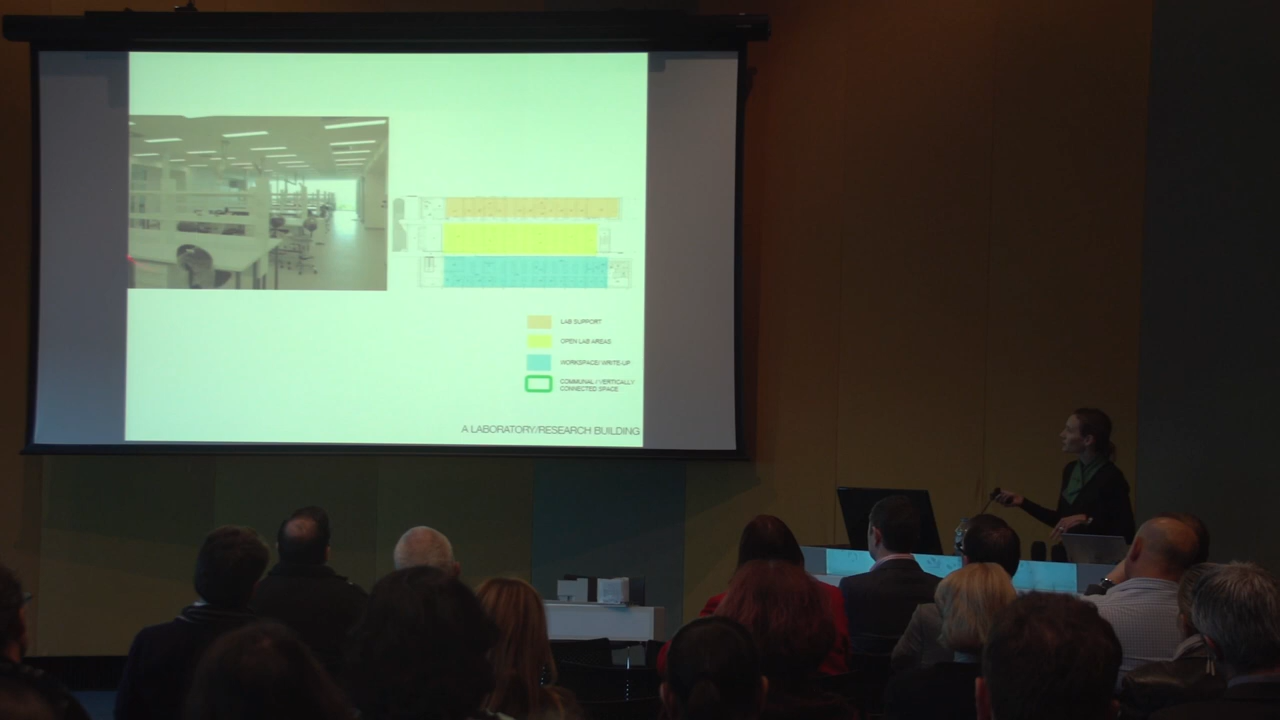 LAB SUPPORT
OPEN LAB AREAS
WORKSPACE/ WRITE-UP
COMMUNAL / VERTICALLY
CONNECTED SPACE
A LABORATORY/RESEARCH BUILDING